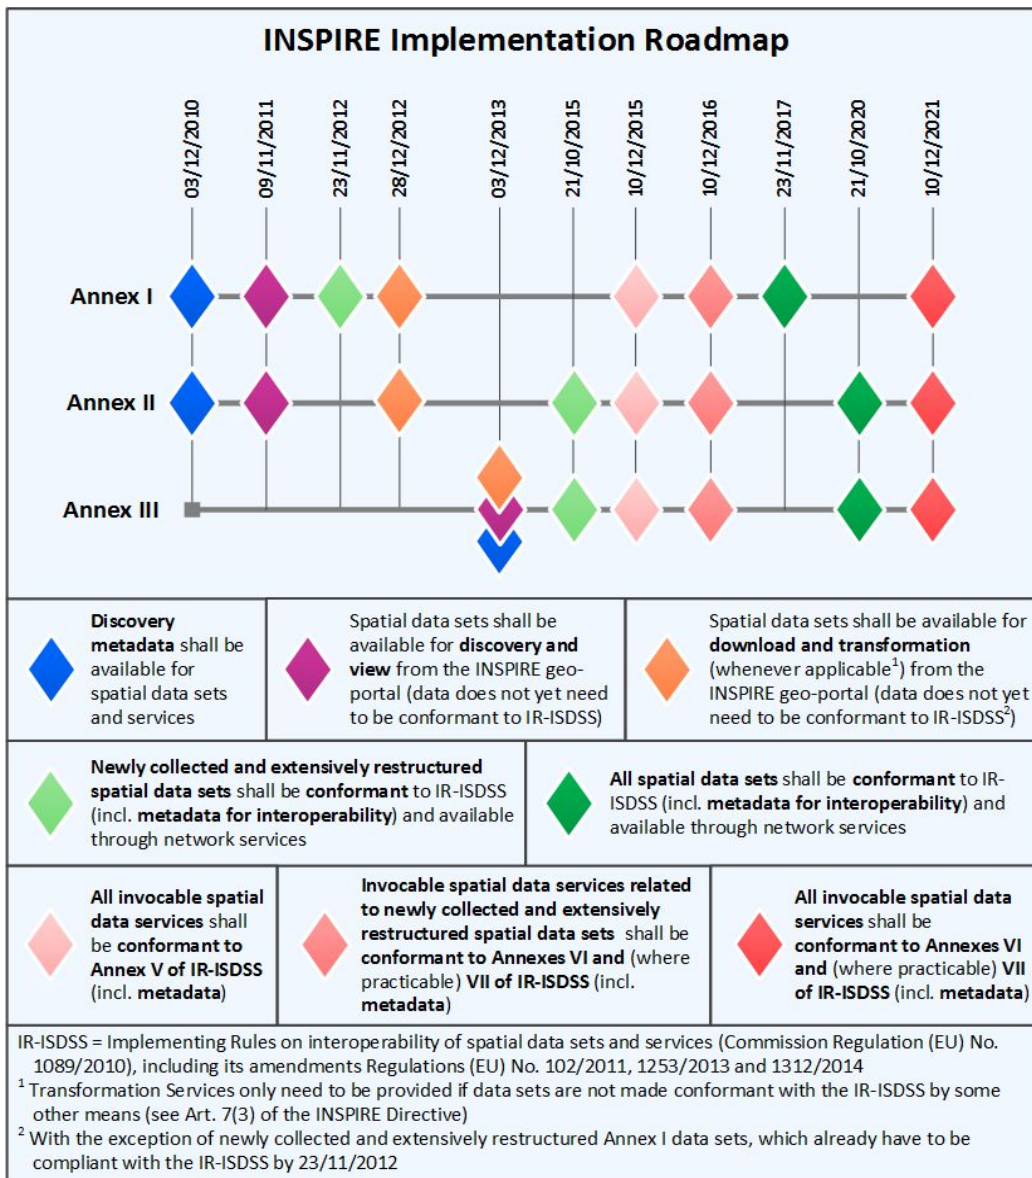 INSPIRE Implementation Roadmap
03/12/2010
09/11/2011
23/11/2012
28/12/2012
03/12/2013
21/10/2015
10/12/2015
10/12/2016
23/11/2017
21/10/2020
10/12/2021
Annex I
Annex II
Annex III
Discovery
metadata shall be
available for
spatial data sets
and services
Spatial data sets shall be
available for discovery and
view from the INSPIRE geo-
portal (data does not yet need
to be conformant to IR-ISDSS)
Spatial data sets shall be available for
download and transformation
(whenever applicable¹) from the
INSPIRE geo-portal (data does not yet
need to be conformant to IR-ISDSS²)
Newly collected and extensively restructured
spatial data sets shall be conformant to IR-ISDSS
(incl. metadata for interoperability) and available
through network services
All spatial data sets shall be conformant to IR-
ISDSS (incl. metadata for interoperability) and
available through network services
All invocable spatial
data services shall
be conformant to
Annex V of IR-ISDSS
(incl. metadata)
Invocable spatial data services related
to newly collected and extensively
restructured spatial data sets shall be
conformant to Annexes VI and (where
practicable) VII of IR-ISDSS (incl.
metadata)
All invocable spatial data
services shall be
conformant to Annexes VI
and (where practicable) VII
of IR-ISDSS (incl. metadata)
IR-ISDSS = Implementing Rules on interoperability of spatial data sets and services (Commission Regulation (EU) No.
1089/2010), including its amendments Regulations (EU) No. 102/2011, 1253/2013 and 1312/2014
¹ Transformation Services only need to be provided if data sets are not made conformant with the IR-ISDSS by some
other means (see Art. 7(3) of the INSPIRE Directive)
² With the exception of newly collected and extensively restructured Annex I data sets, which already have to be
compliant with the IR-ISDSS by 23/11/2012